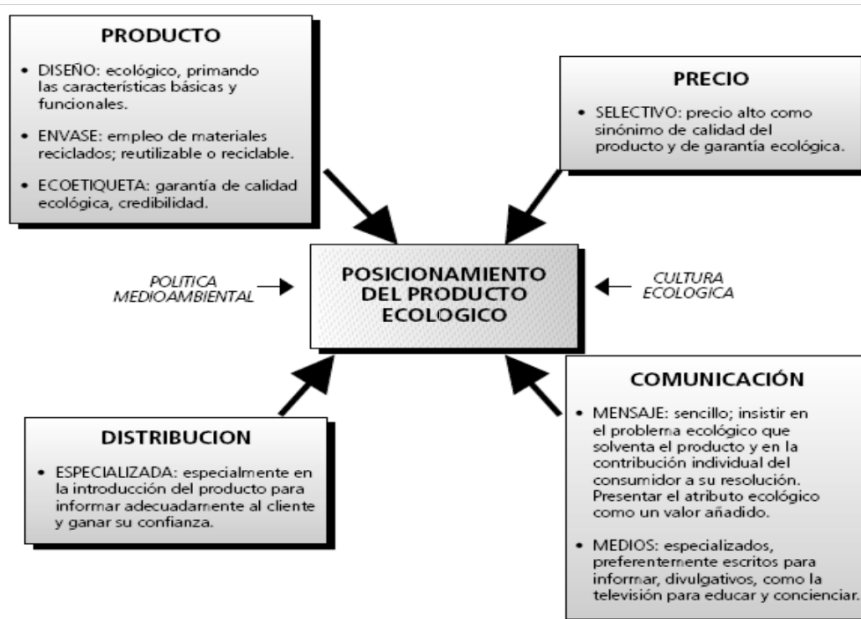 PRODUCTO
• DISEÑO: ecológico, primando
las características básicas y
funcionales.
• ENVASE: empleo de materiales
reciclados; reutilizable o reciclable.
• ECOETIQUETA: garantía de calidad
ecológica, credibilidad.
PRECIO
• SELECTIVO: precio alto como
sinónimo de calidad del
producto y de garantía ecológica.
POLITICA
MEDIOAMBIENTAL
POSICIONAMIENTO
DEL PRODUCTO
ECOLOGICO
CULTURA
ECOLOGICA
DISTRIBUCION
• ESPECIALIZADA: especialmente en
la introducción del producto para
informar adecuadamente al cliente
y ganar su confianza.
COMUNICACIÓN
• MENSAJE: sencillo; insistir en
el problema ecológico que
solventa el producto y en la
contribución individual del
consumidor a su resolución.
Presentar el atributo ecológico
como un valor añadido.
• MEDIOS: especializados,
preferentemente escritos para
informar, divulgativos, como la
televisión para educar y concienciar.